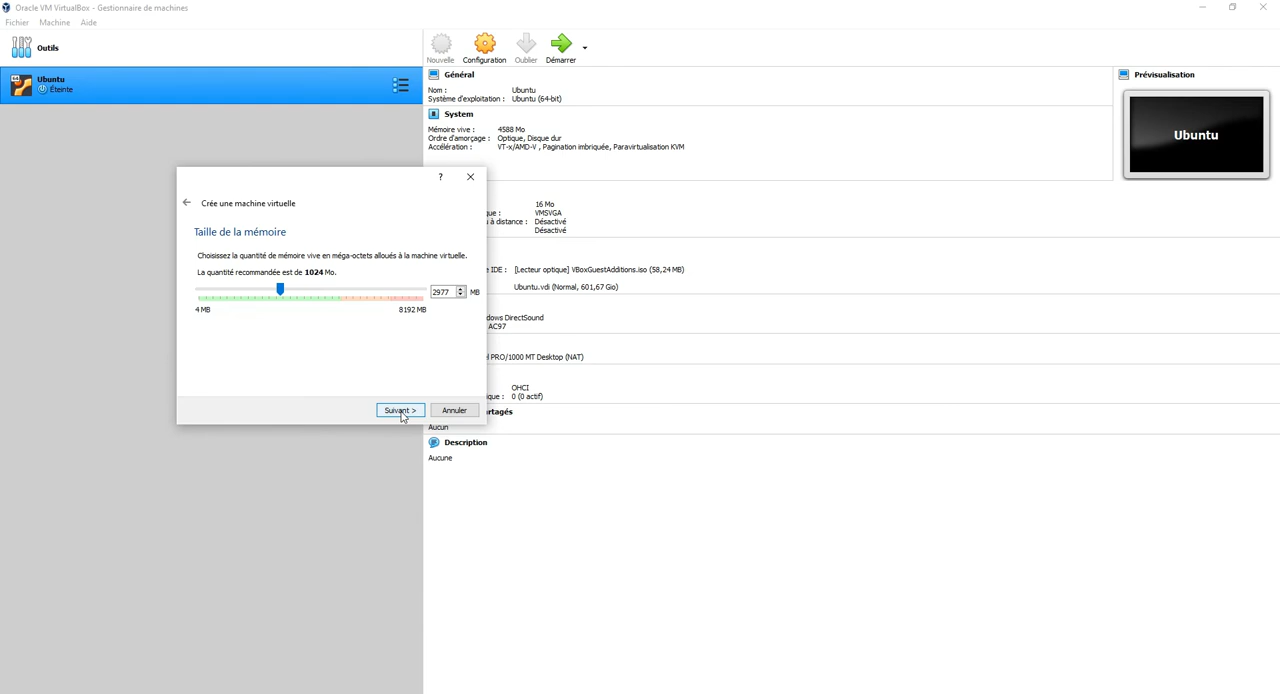 Oracle VM VirtualBox - Gestionnaire de machines
Fichier Machine Aide
Outils
Ubuntu
Éteinte
Nouvelle Configuration Oublier Démarrer
Général
Nom : Ubuntu
Système d'exploitation : Ubuntu (64-bit)
System
Mémoire vive : 4588 Mo
Ordre d'amorçage : Optique, Disque dur
Accélération : VT-x/AMD-V , Pagination imbriquée, Paravirtualisation KVM
Prévisualisation
Ubuntu
?
Crée une machine virtuelle
Taille de la mémoire
Choisissez la quantité de mémoire vive en méga-octets alloués à la machine virtuelle.
La quantité recommandée est de 1024 Mo.
2977 MB
4 MB 8192 MB
Suivant > Annuler
16 Mo
que : VMSVGA
à distance : Désactivé
Désactivé
e IDE : [Lecteur optique] VBoxGuestAdditions.iso (58,24 MB)
Ubuntu.vdi (Normal, 601,67 Gio)
dows DirectSound
AC97
el PRO/1000 MT Desktop (NAT)
OHCI
ique : 0 (0 actif)
rtagés
Aucun
Description
Aucune